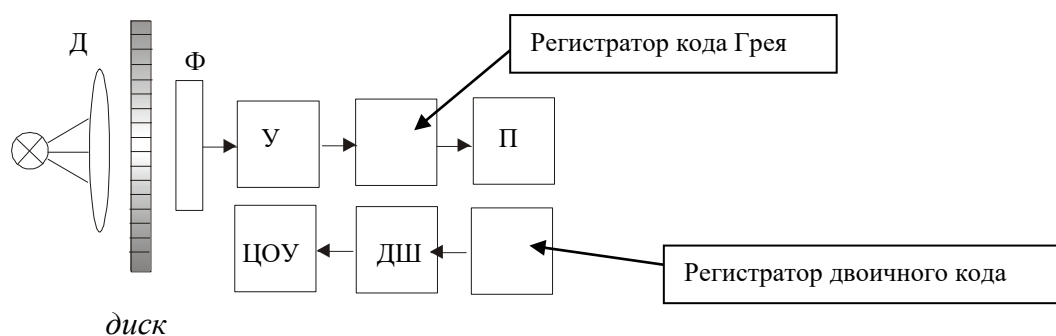 Регистратор кода Грея
Д
Ф
У
П
ЦОУ
ДШ
Регистратор двоичного кода
диск